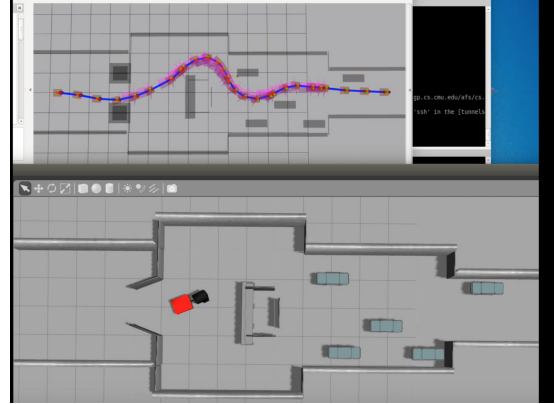 gp.cs.cmu.edu/afs/cs.
'ssh' in the [tunnels